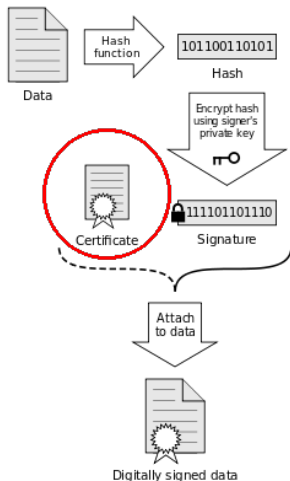 Hash
function
101100110101
Data
Hash
Encrypt hash
using signer's
private key
111101101110
Certificate
Signature
Attach
to data
Digitally signed data